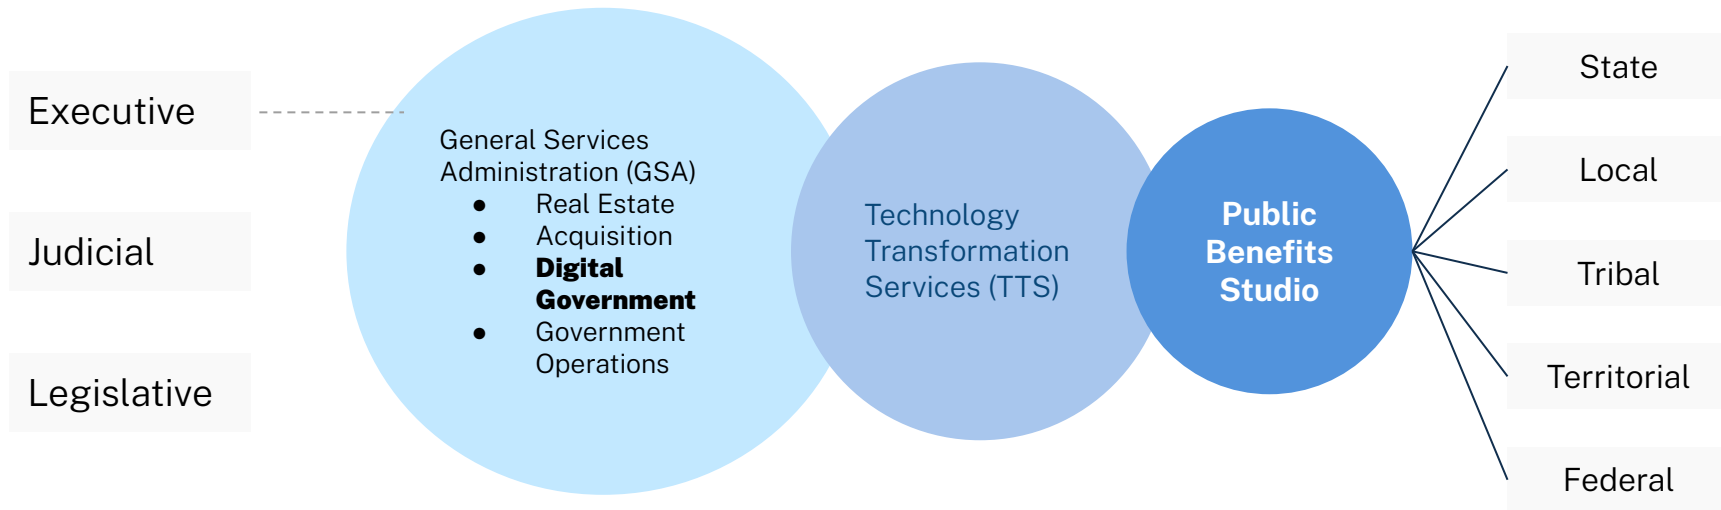 Executive
Judicial
Legislative
General Services
Administration (GSA)
● Real Estate
● Acquisition
● Digital
Government
● Government
Operations
Technology
Transformation
Services (TTS)
Public
Benefits
Studio
State
Local
Tribal
Territorial
Federal